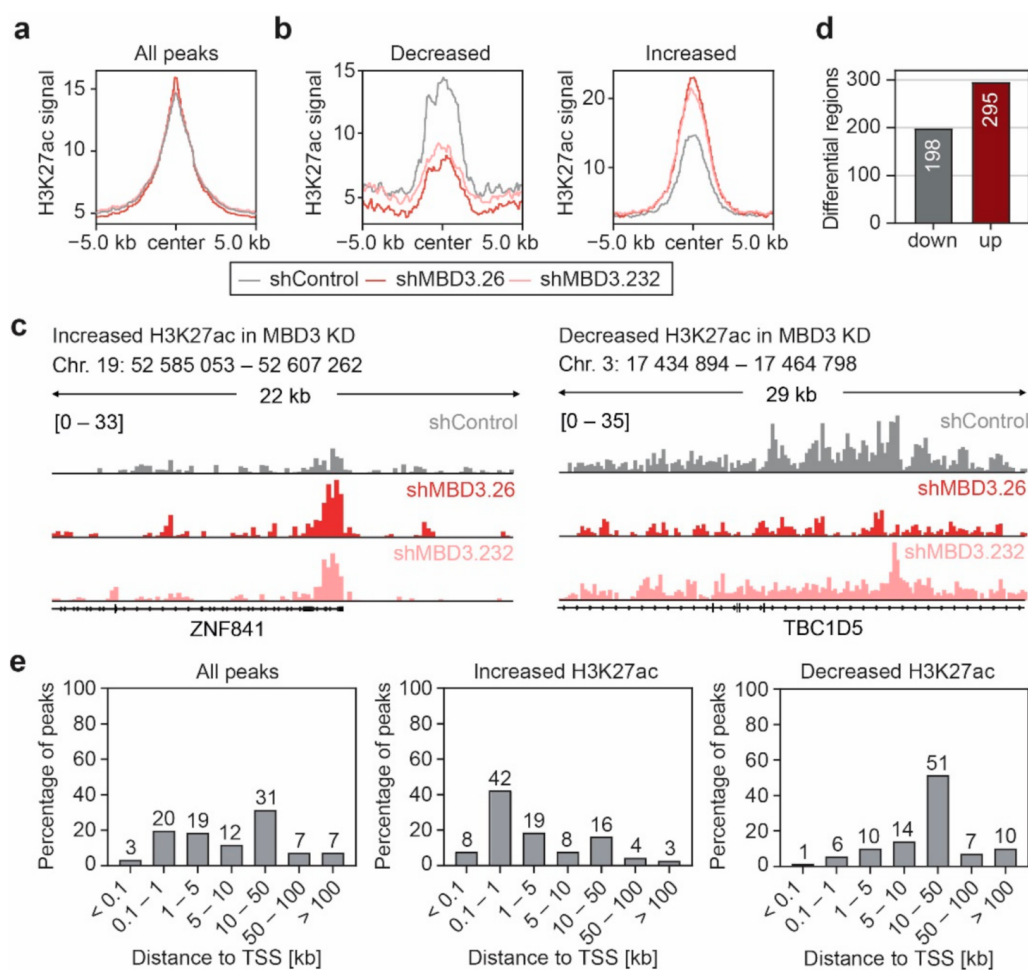 a
All peaks
H3K27ac signal
15
10
5
−5.0 kb center 5.0 kb
b
Decreased
H3K27ac signal
15
10
5
−5.0 kb center 5.0 kb
Increased
H3K27ac signal
20
10
−5.0 kb center 5.0 kb
shControl shMBD3.26 shMBD3.232
d
Differential regions
300
200
100
0
198
295
down up
c
Increased H3K27ac in MBD3 KD
Chr. 19: 52 585 053 – 52 607 262
22 kb
[0 – 33]
shControl
shMBD3.26
shMBD3.232
ZNF841
Decreased H3K27ac in MBD3 KD
Chr. 3: 17 434 894 – 17 464 798
29 kb
[0 – 35]
shControl
shMBD3.26
shMBD3.232
TBC1D5
e
All peaks
Percentage of peaks
100
80
60
40
20
0
3 20 19 12 31 7 7
< 0.1 0.1 – 1 1 – 5 5 – 10 10 – 50 50 – 100 > 100
Distance to TSS [kb]
Increased H3K27ac
Percentage of peaks
100
80
60
40
20
0
8 42 19 8 16 4 3
< 0.1 0.1 – 1 1 – 5 5 – 10 10 – 50 50 – 100 > 100
Distance to TSS [kb]
Decreased H3K27ac
Percentage of peaks
100
80
60
40
20
0
1 6 10 14 51 7 10
< 0.1 0.1 – 1 1 – 5 5 – 10 10 – 50 50 – 100 > 100
Distance to TSS [kb]